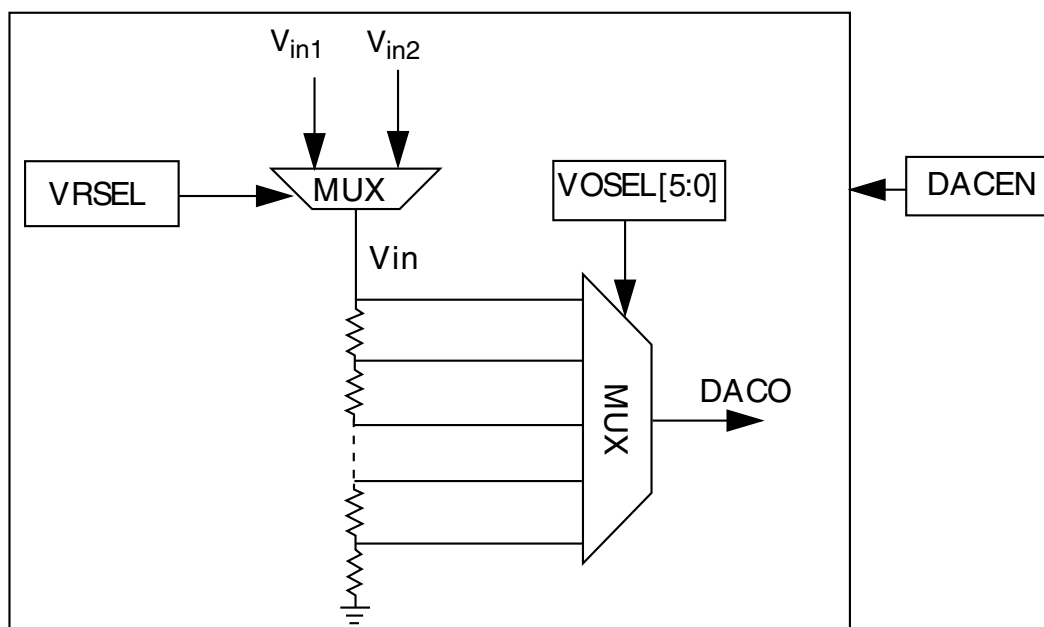 Vin1
Vin2
VRSEL
MUX
VOSEL[5:0]
DACEN
Vin
MUX
DACO